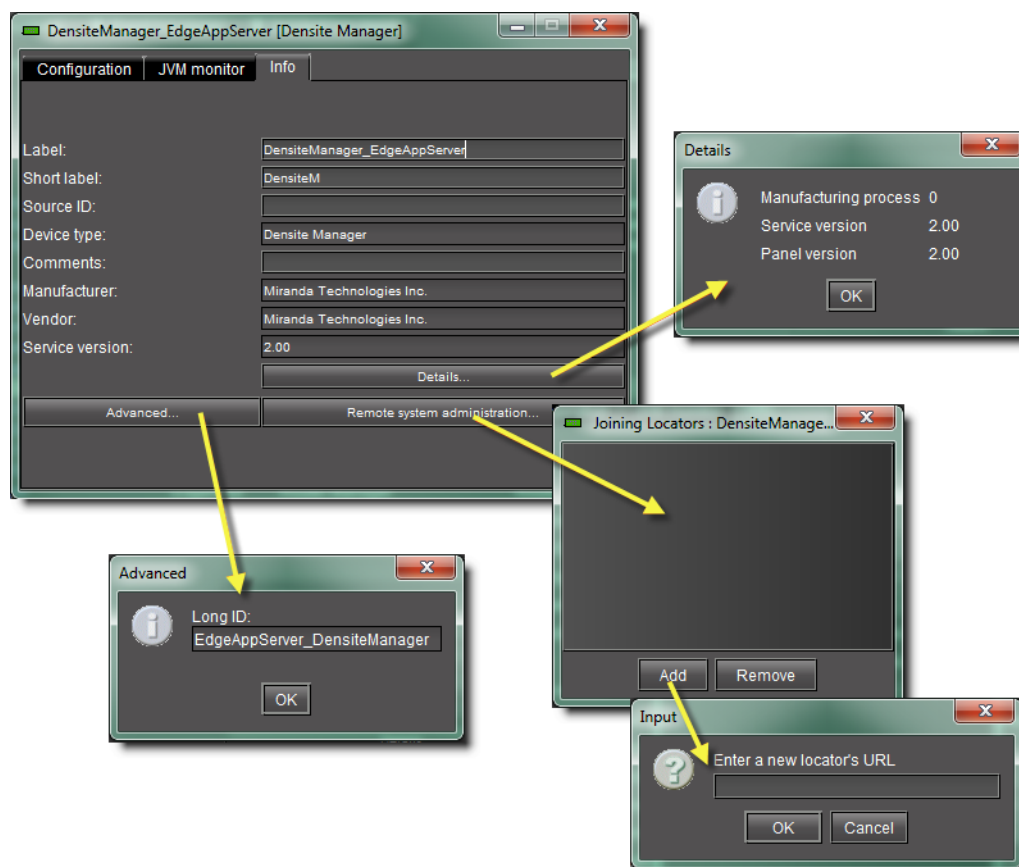 DensiteManager_EdgeAppServer [Densite Manager]
Configuration JVM monitor Info
Label: DensiteManager_EdgeAppServer
Short label: DensiteM
Source ID:
Device type: Densite Manager
Comments:
Manufacturer: Miranda Technologies Inc.
Vendor: Miranda Technologies Inc.
Service version: 2.00
Details...
Advanced... Remote system administration...
Details
Manufacturing process 0
Service version 2.00
Panel version 2.00
OK
Joining Locators : DensiteManage...
Add Remove
Advanced
Long ID:
EdgeAppServer_DensiteManager
OK
Input
Enter a new locator's URL
OK Cancel